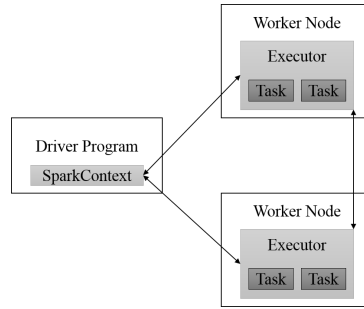 Worker Node
Executor
Task Task
Driver Program
SparkContext
Worker Node
Executor
Task Task